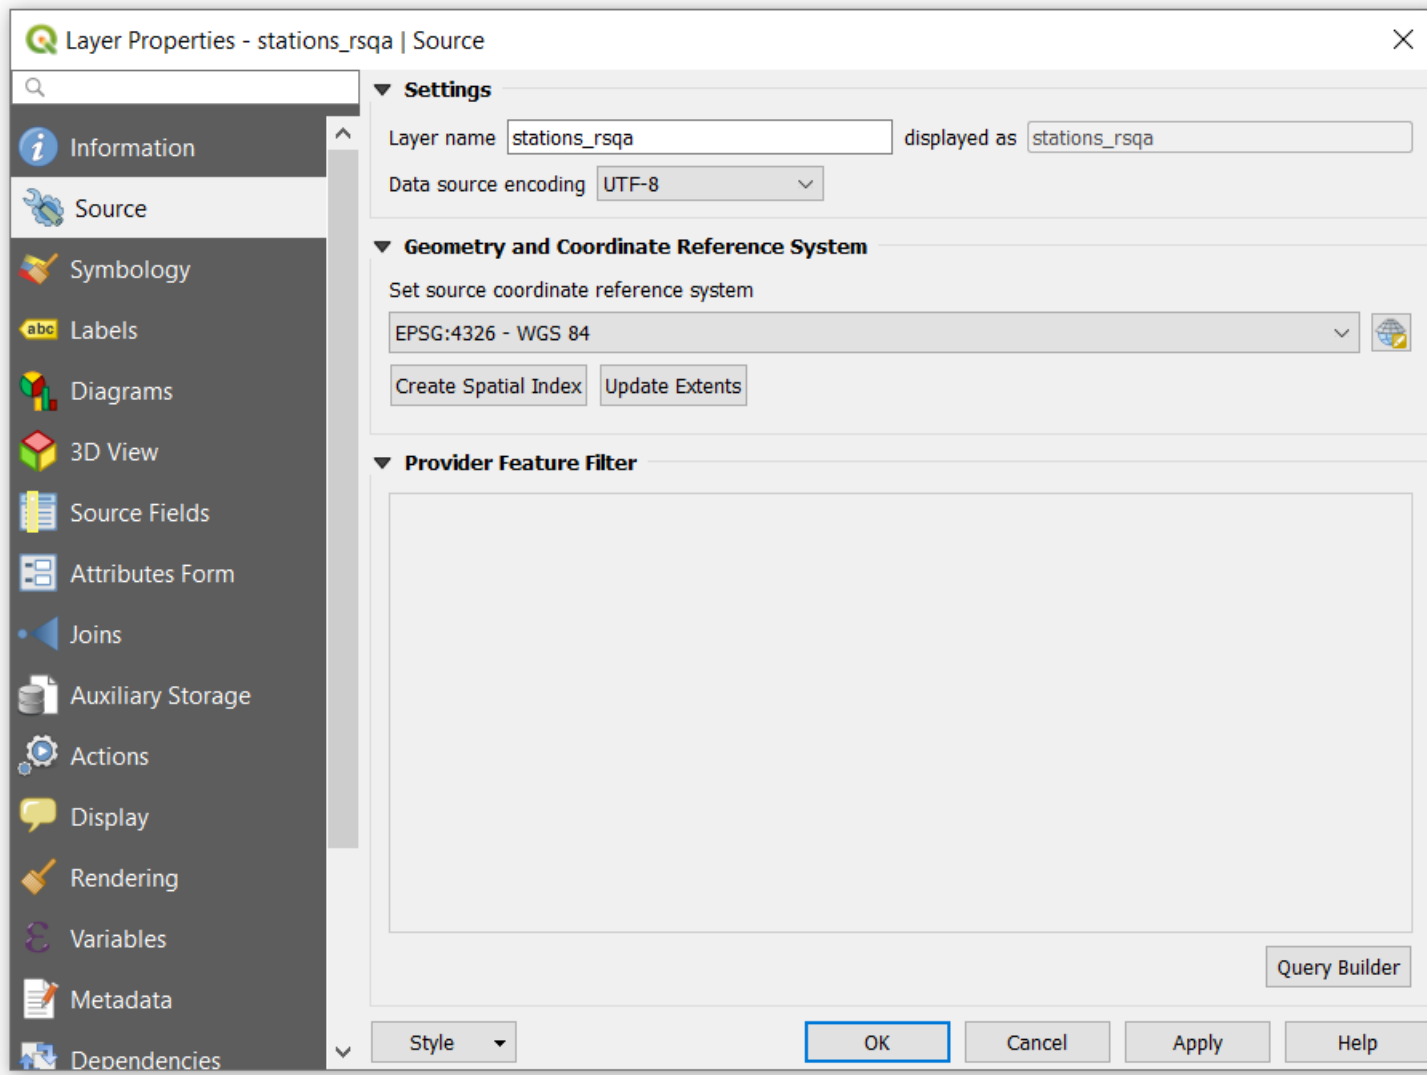 Layer Properties - stations_rsqa | Source
Information
Source
Symbology
abc Labels
Diagrams
3D View
Source Fields
Attributes Form
Joins
Auxiliary Storage
Actions
Display
Rendering
Variables
Metadata
Dependencies
Settings
Layer name stations_rsqa displayed as stations_rsqa
Data source encoding UTF-8
Geometry and Coordinate Reference System
Set source coordinate reference system
EPSG:4326 - WGS 84
Create Spatial Index Update Extents
Provider Feature Filter
Query Builder
Style OK Cancel Apply Help